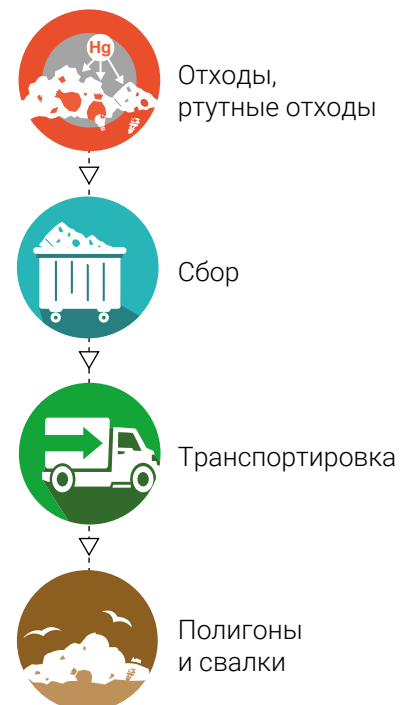 Hg
Отходы,
ртутные отходы
Сбор
Транспортировка
Полигоны
и свалки